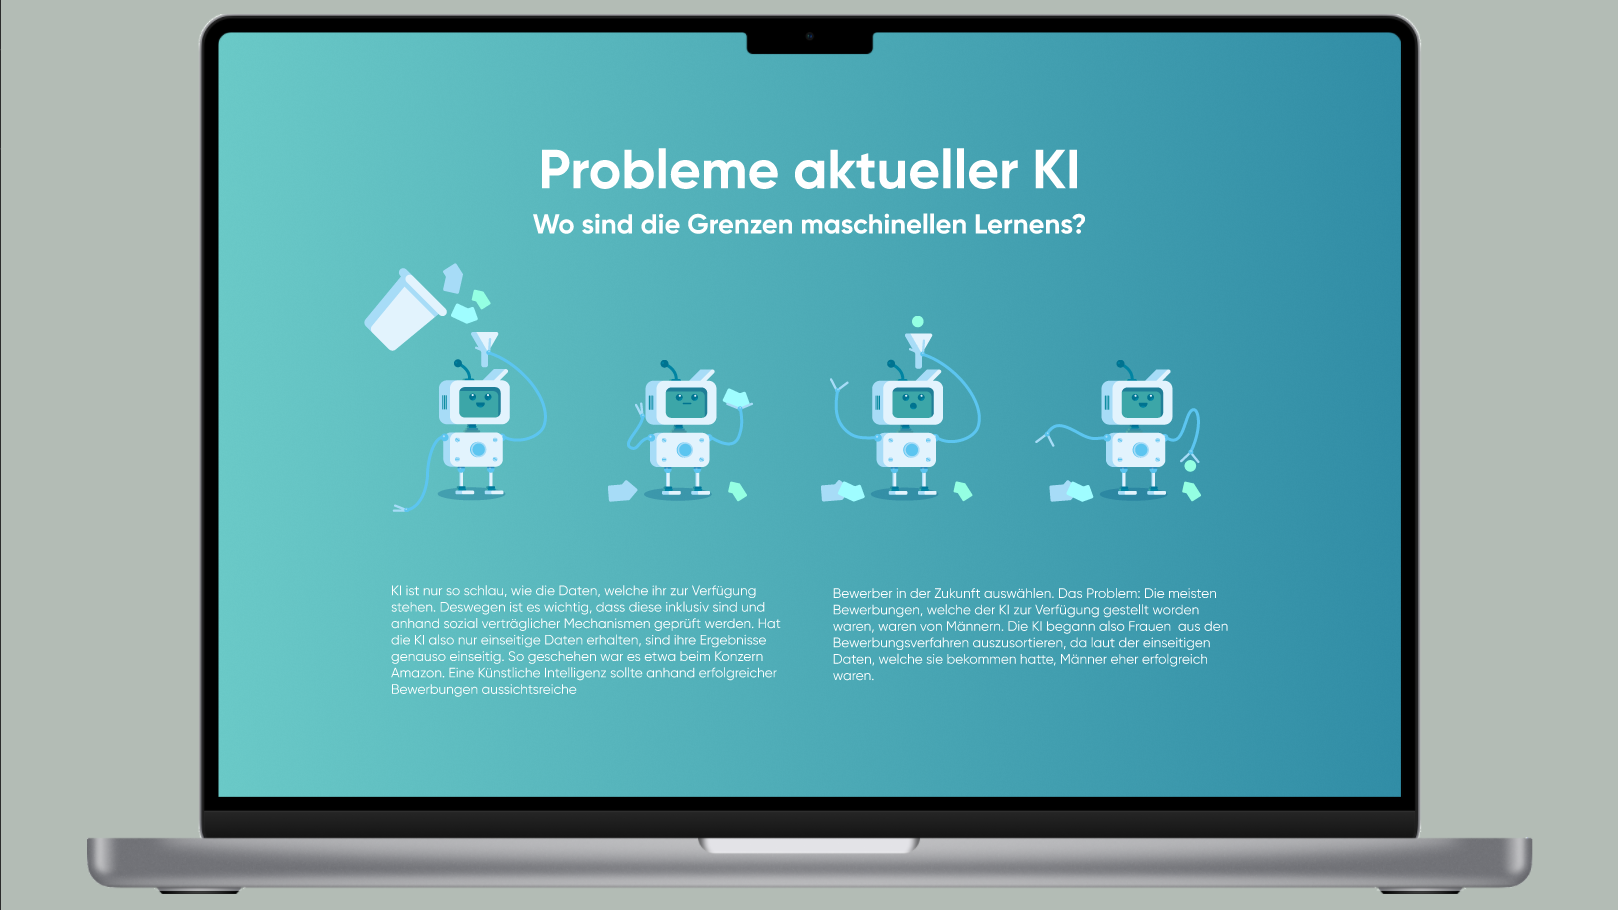 Probleme aktueller KI
Wo sind die Grenzen maschinellen Lernens?
KI ist nur so schlau, wie die Daten, welche ihr zur Verfügung
stehen. Deswegen ist es wichtig, dass diese inklusiv sind und
anhand sozial verträglicher Mechanismen geprüft werden. Hat
die KI also nur einseitige Daten erhalten, sind ihre Ergebnisse
genauso einseitig. So geschehen war es etwa beim Konzern
Amazon. Eine Künstliche Intelligenz sollte anhand erfolgreicher
Bewerbungen aussichtsreiche
Bewerber in der Zukunft auswählen. Das Problem: Die meisten
Bewerbungen, welche der KI zur Verfügung gestellt worden
waren, waren von Männern. Die KI begann also Frauen  aus den
Bewerbungsverfahren auszusortieren, da laut der einseitigen
Daten, welche sie bekommen hatte, Männer eher erfolgreich
waren.